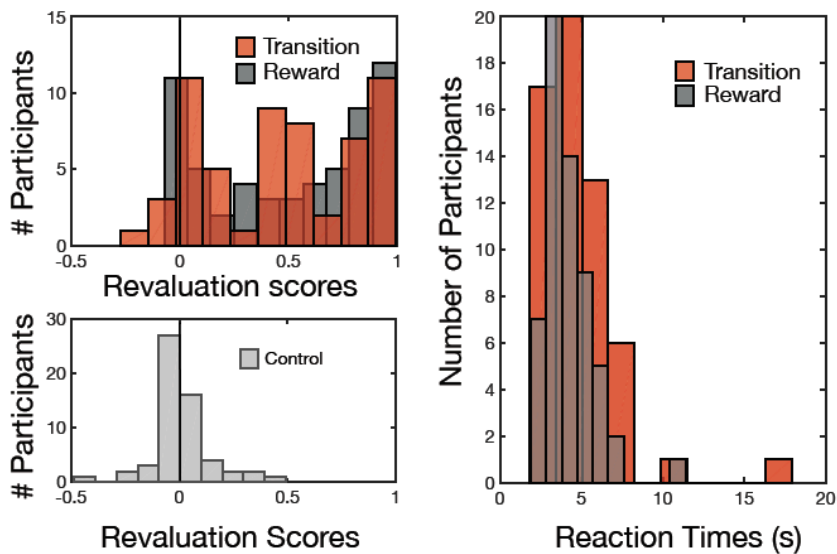 15
10
5
0
-0.5
0
0.5
1
# Participants
Revaluation scores
Transition
Reward
30
20
10
0
-0.5
0
0.5
1
# Participants
Revaluation Scores
Control
20
18
16
14
12
10
8
6
4
2
0
0
5
10
15
20
Number of Participants
Reaction Times (s)
Transition
Reward